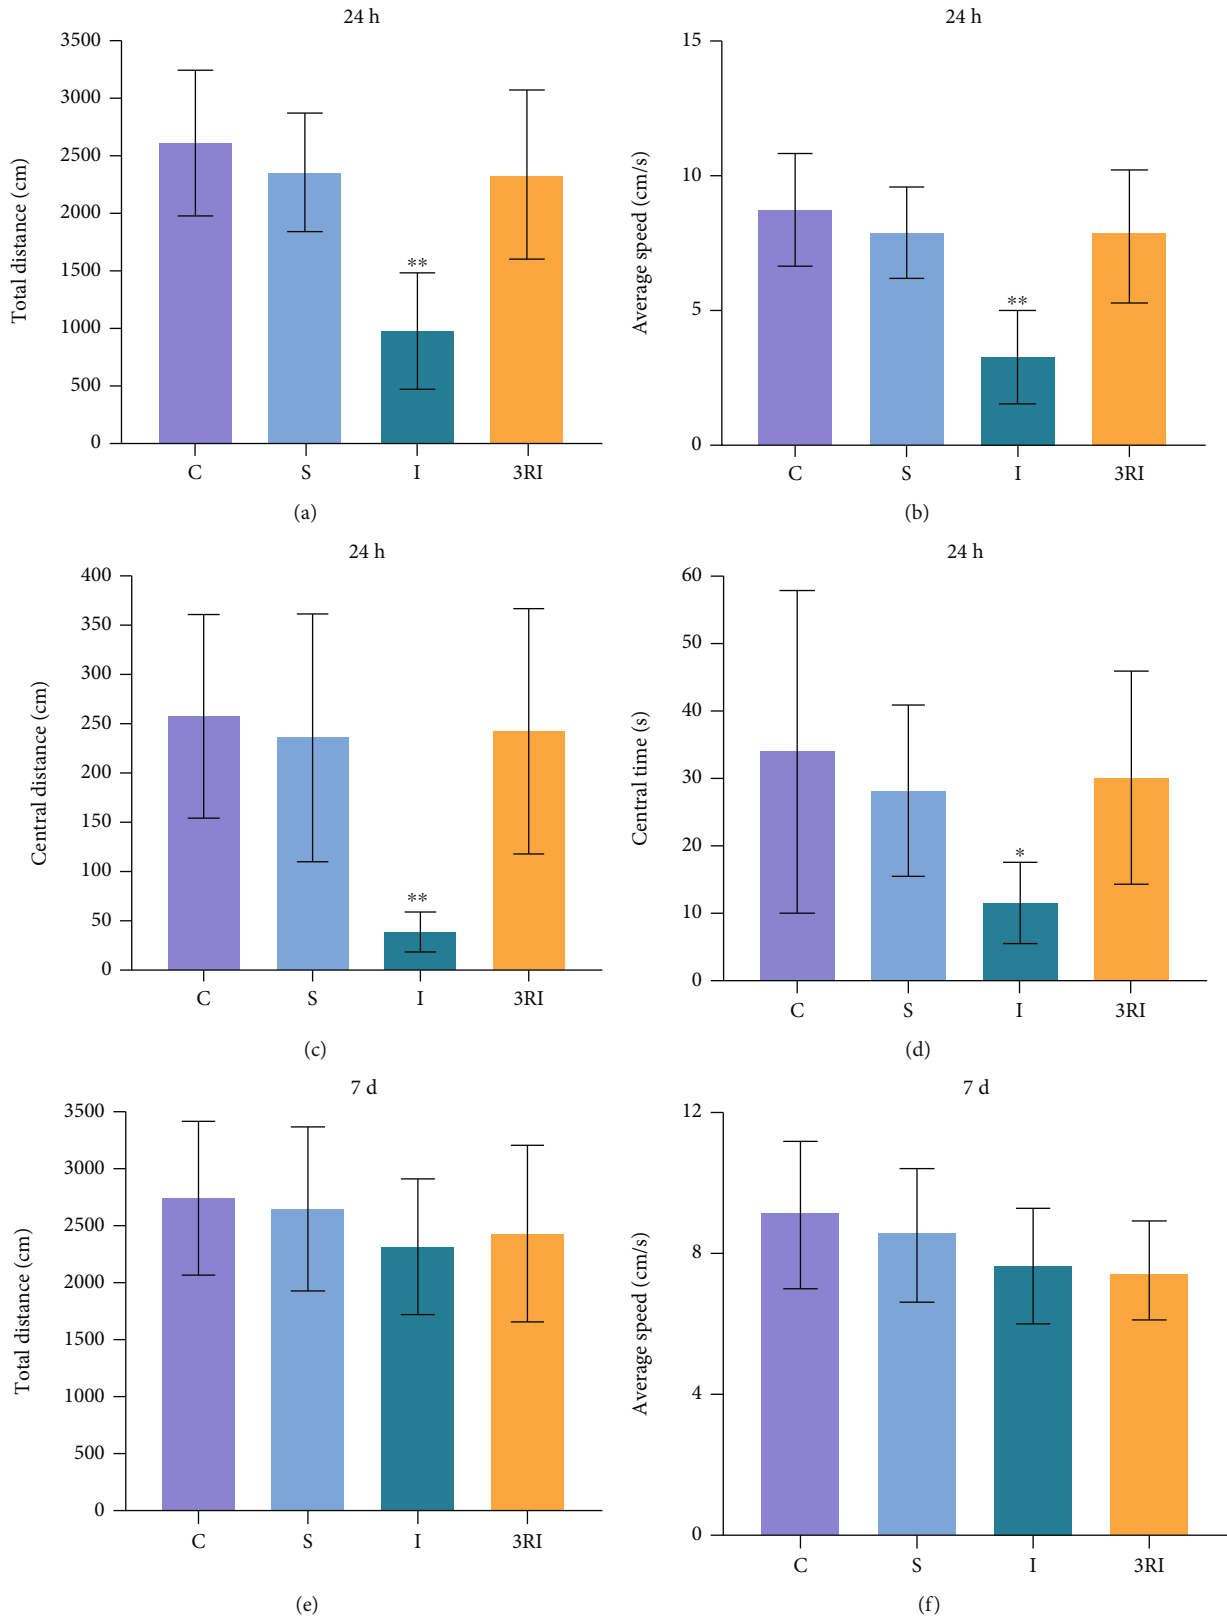 24 h
3500
3000
2500
2000
1500
1000
500
0
Total distance (cm)
**
C S I 3RI
(a)
24 h
15
10
5
0
Average speed (cm/s)
**
C S I 3RI
(b)
24 h
400
350
300
250
200
150
100
50
0
Central distance (cm)
**
C S I 3RI
(c)
24 h
60
50
40
30
20
10
0
Central time (s)
*
C S I 3RI
(d)
7 d
3500
3000
2500
2000
1500
1000
500
0
Total distance (cm)
C S I 3RI
(e)
7 d
12
8
4
0
Average speed (cm/s)
C S I 3RI
(f)